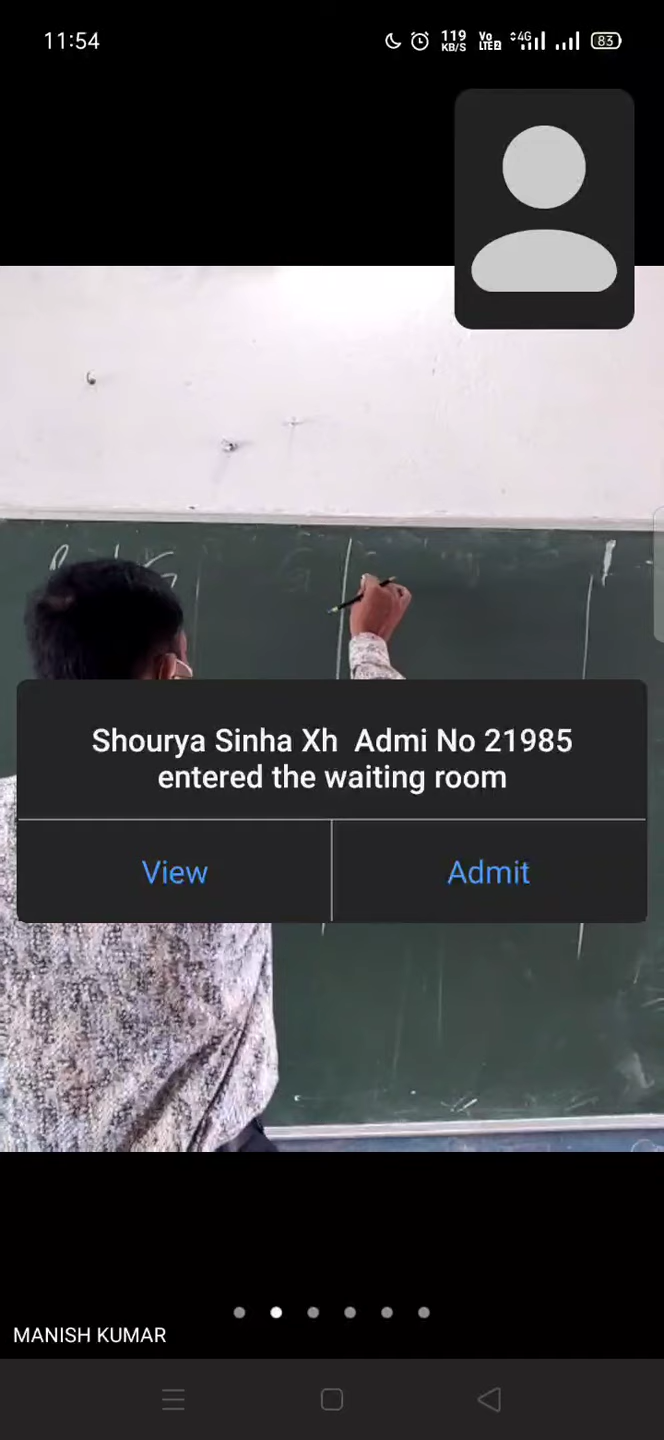 11:54
119
KB/S
Vo
LTE2
4G
83
Shourya Sinha Xh Admi No 21985
entered the waiting room
View
Admit
MANISH KUMAR